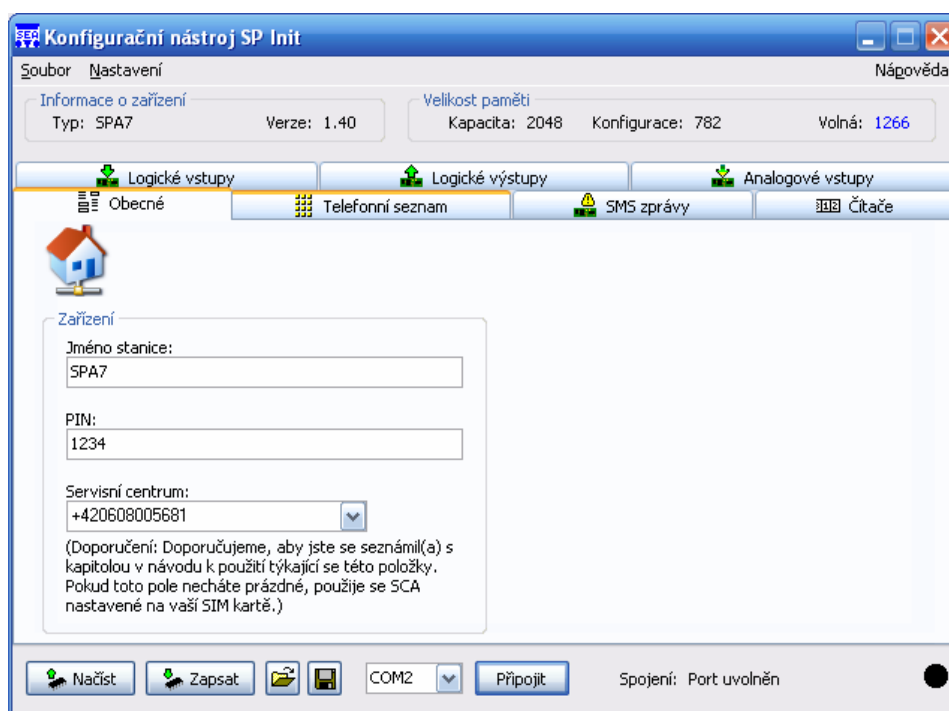 SEA Konfigurační nástroj SP Init
Soubor Nastavení Nápověda
Informace o zařízení Velikost paměti
Typ: SPA7 Verze: 1.40 Kapacita: 2048 Konfigurace: 782 Volná: 1266
Logické vstupy Logické výstupy Analogové vstupy
Obecné Telefonní seznam SMS zprávy Čítače
Zařízení
Jméno stanice:
SPA7
PIN:
1234
Servisní centrum:
+420608005681
(Doporučení: Doporučujeme, aby jste se seznámil(a) s
kapitolou v návodu k použití týkající se této položky.
Pokud toto pole necháte prázdné, použije se SCA
nastavené na vaší SIM kartě.)
Načíst Zapsat COM2 Připojit Spojení: Port uvolněn